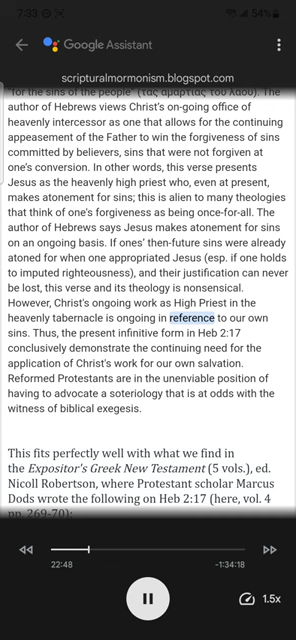 7:33
54%
Google Assistant
scripturalmormonism.blogspot.com
"for the sins of the people" (τας αμαρτιας του λαου). The
author of Hebrews views Christ's on-going office of
heavenly intercessor as one that allows for the continuing
appeasement of the Father to win the forgiveness of sins
committed by believers, sins that were not forgiven at
one's conversion. In other words, this verse presents
Jesus as the heavenly high priest who, even at present,
makes atonement for sins; this is alien to many theologies
that think of one's forgiveness as being once-for-all. The
author of Hebrews says Jesus makes atonement for sins
on an ongoing basis. If ones' then-future sins were already
atoned for when one appropriated Jesus (esp. if one holds
to imputed righteousness), and their justification can never
be lost, this verse and its theology is nonsensical.
However, Christ's ongoing work as High Priest in the
heavenly tabernacle is ongoing in reference to our own
sins. Thus, the present infinitive form in Heb 2:17
conclusively demonstrate the continuing need for the
application of Christ's work for our own salvation.
Reformed Protestants are in the unenviable position of
having to advocate a soteriology that is at odds with the
witness of biblical exegesis.
This fits perfectly well with what we find in
the Expositor's Greek New Testament (5 vols.), ed.
Nicoll Robertson, where Protestant scholar Marcus
Dods wrote the following on Heb 2:17 (here, vol. 4
pp. 269-70):
22:48
-1:34:18
1.5x